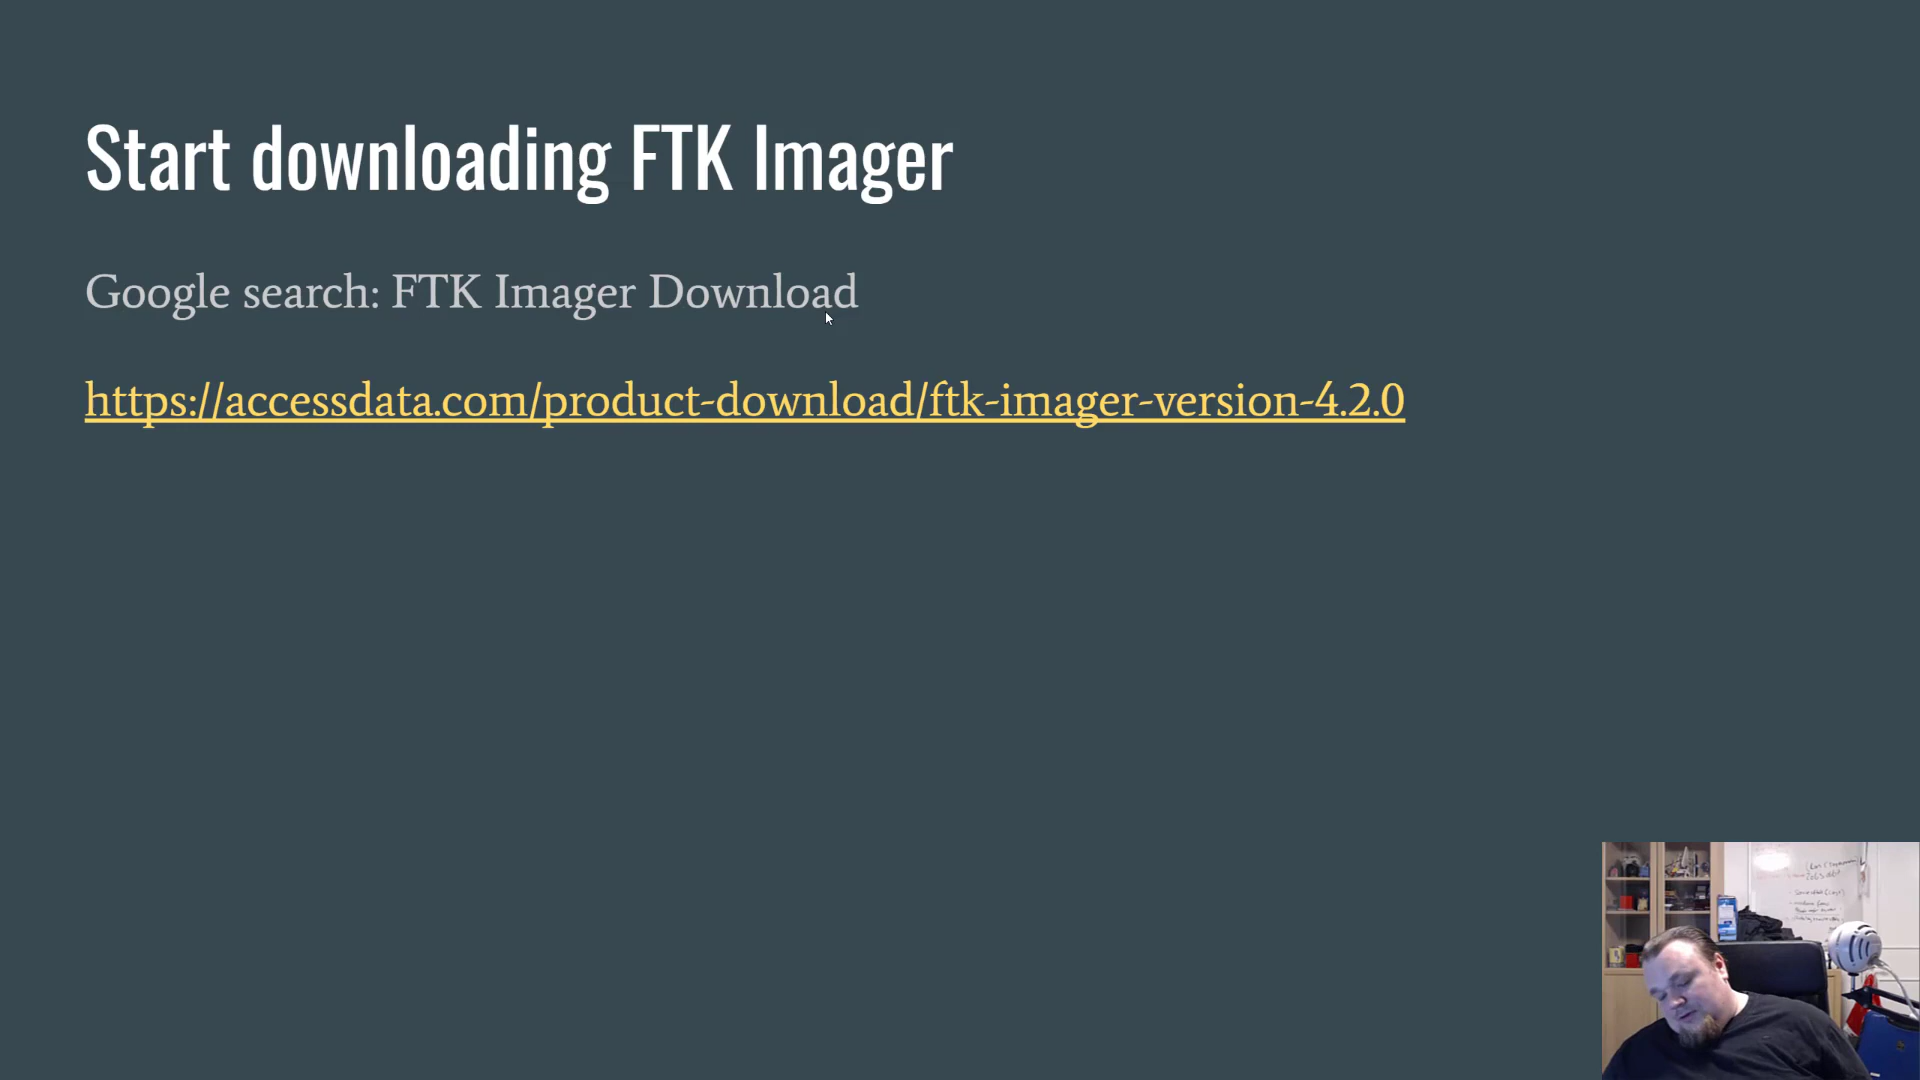 Start downloading FTK Imager
Google search: FTK Imager Download
https://accessdata.com/product-download/ftk-imager-version-4.2.0